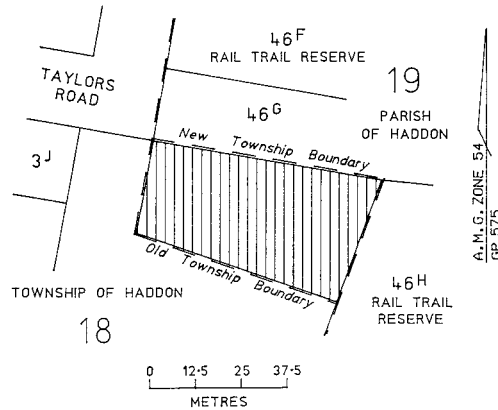 46F
RAIL TRAIL RESERVE
19
TAYLORS
ROAD
46G
PARISH
OF HADDON
New Township Boundary
3J
A.M.G. ZONE 54
GP 575
Old Township Boundary
46H
RAIL TRAIL
RESERVE
TOWNSHIP OF HADDON
18
0 12·5 25 37·5
METRES